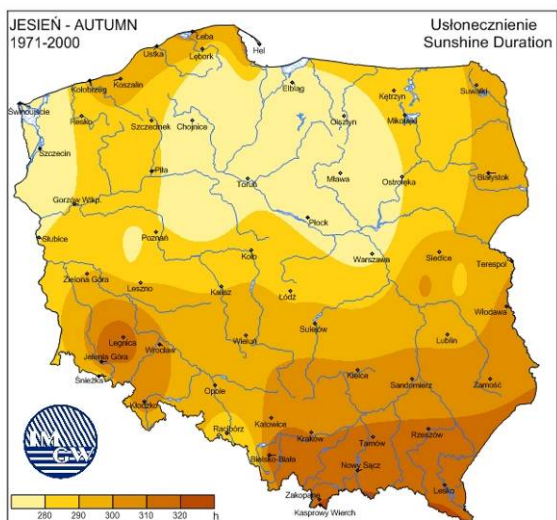 JESIEŃ - AUTUMN
1971-2000
Usłonecznienie
Sunshine Duration
Łeba
Hel
Ustka
Lębork
Koszalin
Kołobrzeg
Elbląg
Kętrzyn
Suwałki
Świnoujście
Resko
Szczecinek
Chojnice
Olsztyn
Mikołajki
Szczecin
Piła
Toruń
Mława
Ostrołęka
Białystok
Gorzów Wlkp.
Płock
Słubice
Poznań
Koło
Warszawa
Siedlce
Terespol
Zielona Góra
Leszno
Kalisz
Łódź
Włodawa
Legnica
Wrocław
Wieluń
Sulejów
Lublin
Jelenia Góra
Śnieżka
Kielce
Sandomierz
Zamość
Kłodzko
Opole
Katowice
Racibórz
Kraków
Tarnów
Rzeszów
Bielsko-Biała
Nowy Sącz
Lesko
Zakopane
Kasprowy Wierch
IM
GW
280 290 300 310 320 h